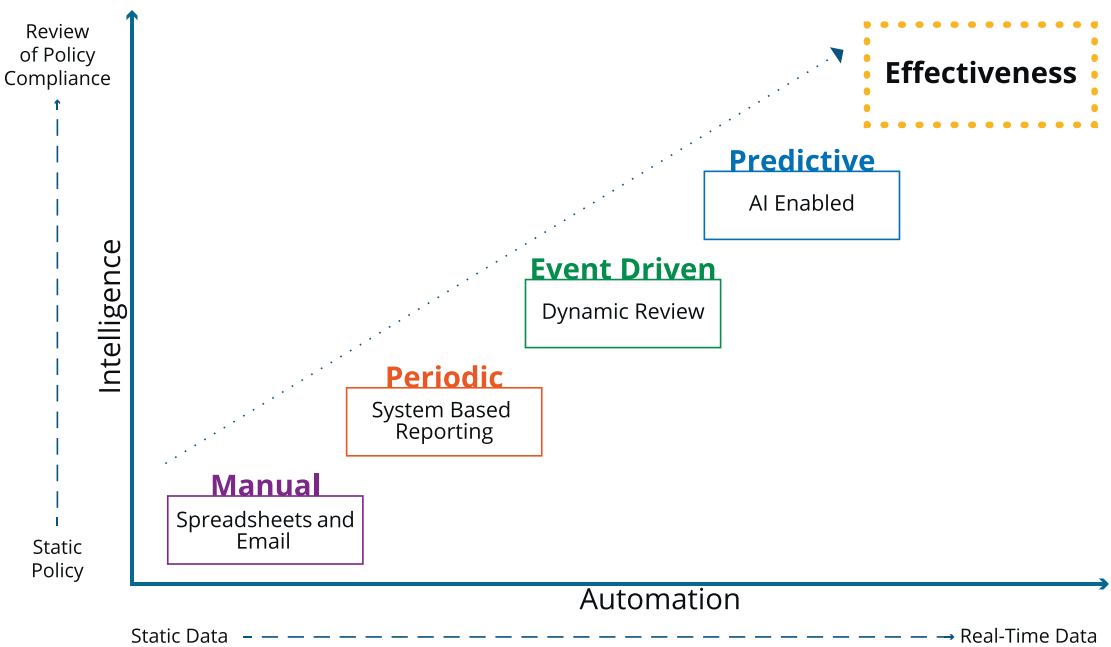 Review
of Policy
Compliance
Effectiveness
Predictive
AI Enabled
Intelligence
Event Driven
Dynamic Review
Periodic
System Based
Reporting
Manual
Spreadsheets and
Email
Static
Policy
Automation
Static Data
Real-Time Data